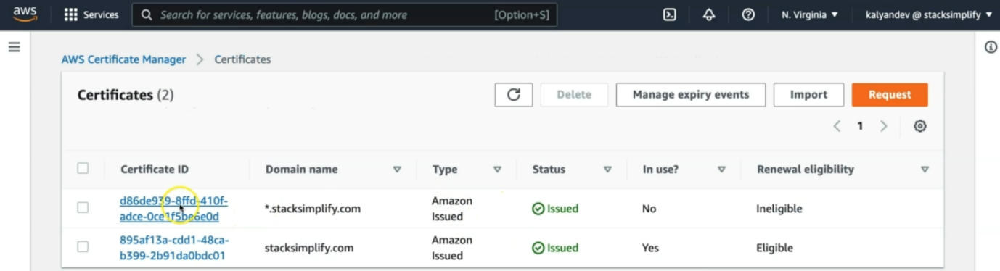 aws Services Search for services, features, blogs, docs, and more [Option+S] N. Virginia ▼ kalyandev @ stacksimplify ▼
AWS Certificate Manager > Certificates
Certificates (2) Delete Manage expiry events Import Request
< 1 >
Certificate ID Domain name Type Status In use? Renewal eligibility
d86de939-8ffd-410f-
adce-0ce1f5be6e0d
*.stacksimplify.com
Amazon
Issued
Issued
No
Ineligible
895af13a-cdd1-48ca-
b399-2b91da0bdc01
stacksimplify.com
Amazon
Issued
Issued
Yes
Eligible